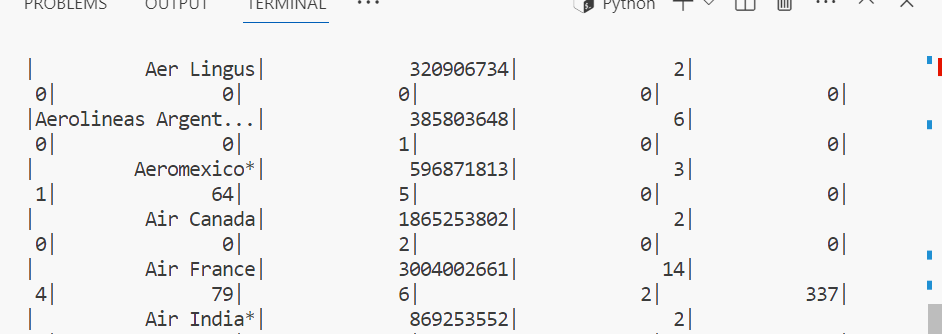 PROBLEMS OUTPUT TERMINAL ... Python
| Aer Lingus| 320906734| 2|
0| 0| 0| 0| 0|
|Aerolineas Argent...| 385803648| 6|
0| 0| 1| 0| 0|
| Aeromexico*| 596871813| 3|
1| 64| 5| 0| 0|
| Air Canada| 1865253802| 2|
0| 0| 2| 0| 0|
| Air France| 3004002661| 14|
4| 79| 6| 2| 337|
| Air India*| 869253552| 2|